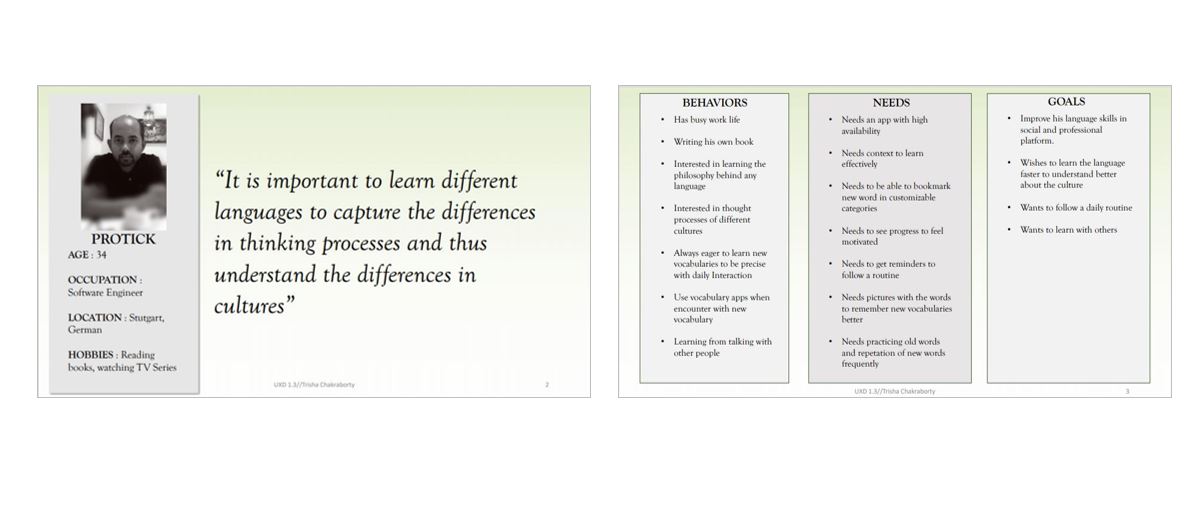 PROTICK
AGE : 34
OCCUPATION :
Software Engineer
LOCATION : Stutgart,
German
HOBBIES : Reading
books, watching TV Series
“It is important to learn different
languages to capture the differences
in thinking processes and thus
understand the differences in
cultures”
UXD 1.3//Trisha Chakraborty
2
BEHAVIORS
• Has busy work life
• Writing his own book
• Interested in learning the
philosophy behind any
language
• Interested in thought
processes of different
cultures
• Always eager to learn new
vocabularies to be precise
with daily Interaction
• Use vocabulary apps when
encounter with new
vocabulary
• Learning from talking with
other people
NEEDS
• Needs an app with high
availability
• Needs context to learn
effectively
• Needs to be able to bookmark
new word in customizable
categories
• Needs to see progress to feel
motivated
• Needs to get reminders to
follow a routine
• Needs pictures with the words
to remember new vocabularies
better
• Needs practicing old words
and repetation of new words
frequently
GOALS
• Improve his language skills in
social and professional
platform.
• Wishes to learn the language
faster to understand better
about the culture
• Wants to follow a daily routine
• Wants to learn with others
UXD 1.3//Trisha Chakraborty
3